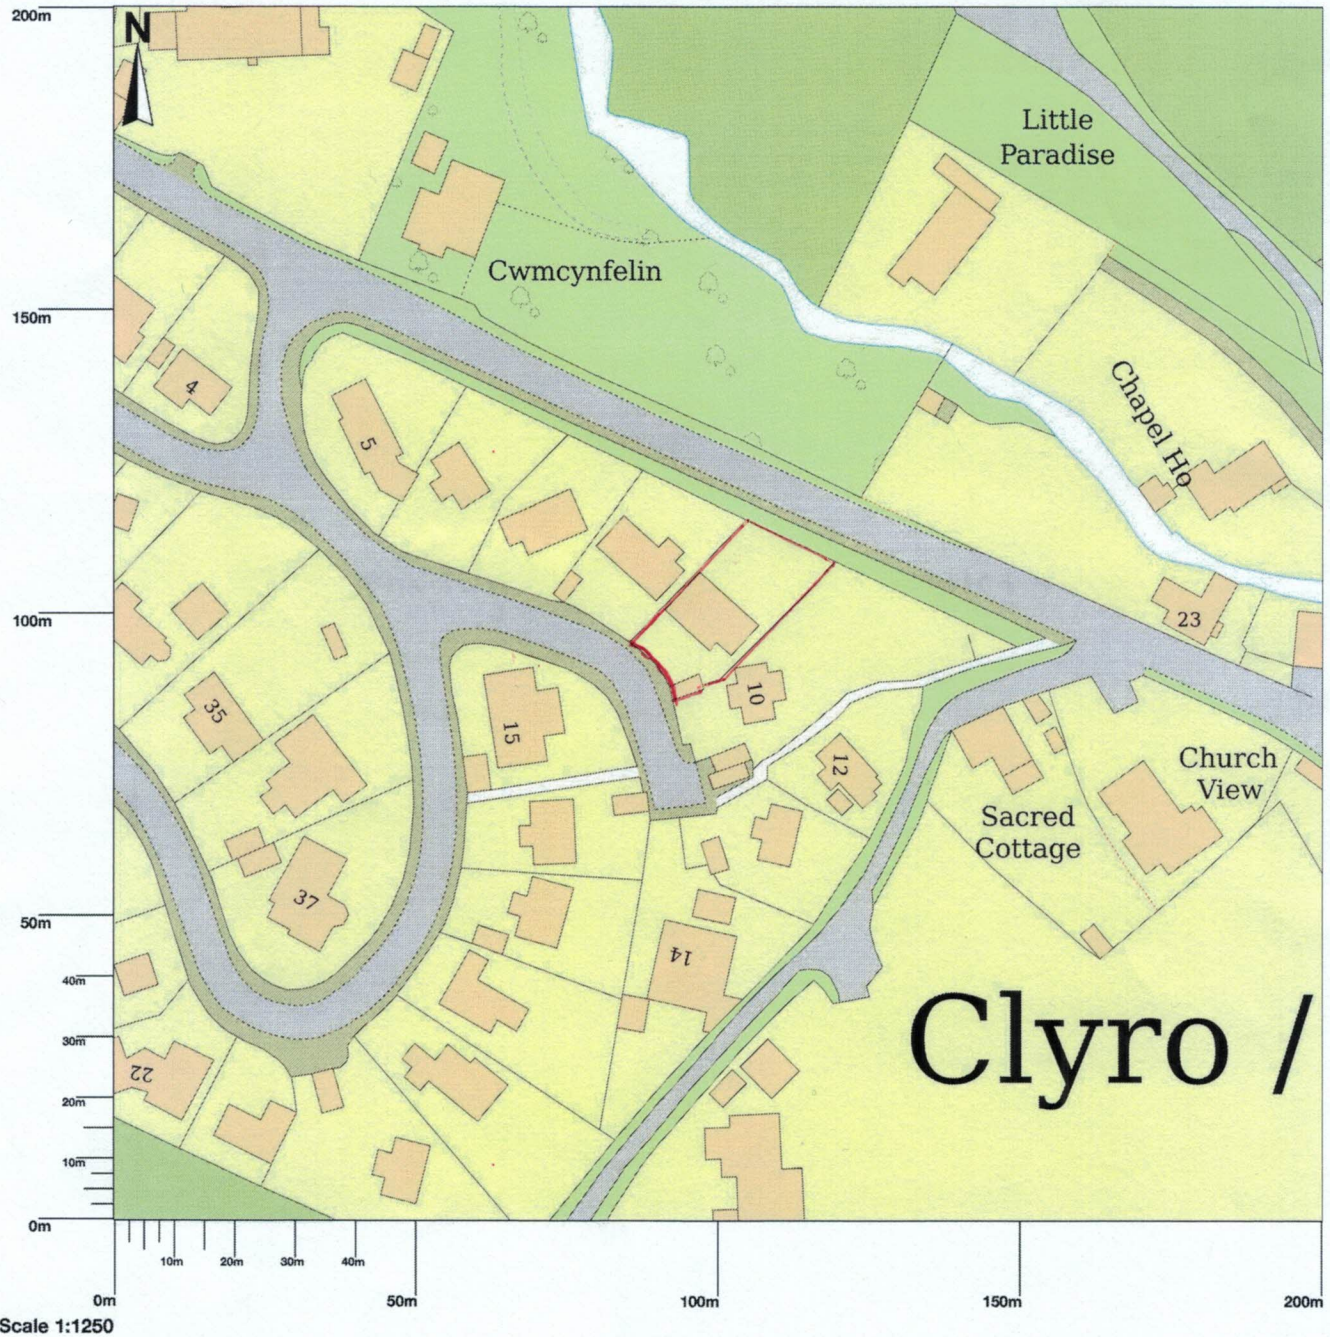 200m
N
Little
Paradise
Cwmcynfelin
150m
4
5
Chapel Ho
100m
23
35
15
10
12
Church
View
Sacred
Cottage
37
50m
14
40m
Clyro /
30m
22
20m
10m
0m
10m
20m
30m
40m
0m
50m
100m
150m
200m
Scale 1:1250